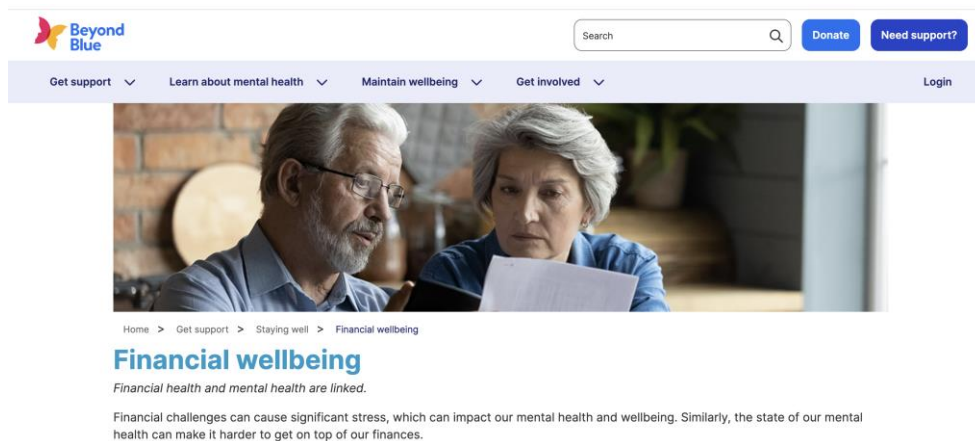 Beyond
Blue
Search
Donate
Need support?
Get support
Learn about mental health
Maintain wellbeing
Get involved
Login
Home > Get support > Staying well > Financial wellbeing
Financial wellbeing
Financial health and mental health are linked.
Financial challenges can cause significant stress, which can impact our mental health and wellbeing. Similarly, the state of our mental
health can make it harder to get on top of our finances.